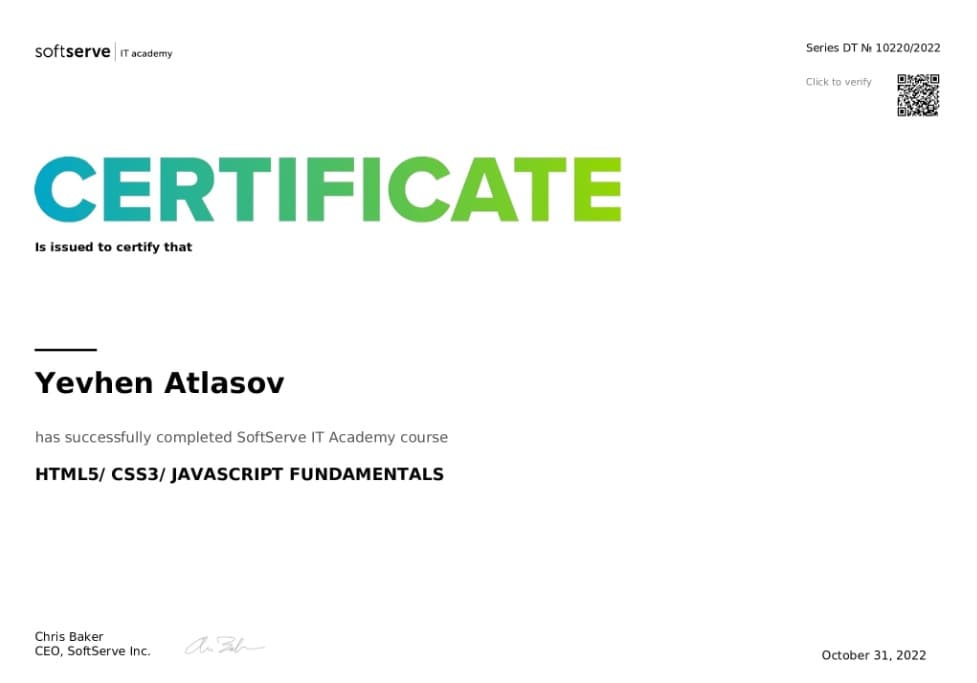 softserve IT academy
Series DT № 10220/2022
Click to verify
CERTIFICATE
Is issued to certify that
Yevhen Atlasov
has successfully completed SoftServe IT Academy course
HTML5/ CSS3/ JAVASCRIPT FUNDAMENTALS
Chris Baker
CEO, SoftServe Inc.
October 31, 2022